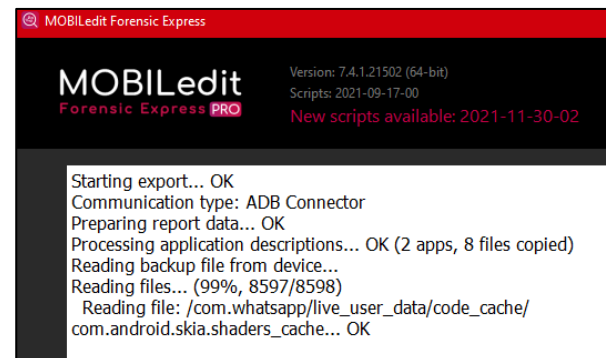 MOBILedit Forensic Express
MOBILedit
Forensic Express PRO
Version: 7.4.1.21502 (64-bit)
Scripts: 2021-09-17-00
New scripts available: 2021-11-30-02
Starting export... OK
Communication type: ADB Connector
Preparing report data... OK
Processing application descriptions... OK (2 apps, 8 files copied)
Reading backup file from device...
Reading files... (99%, 8597/8598)
Reading file: /com.whatsapp/live_user_data/code_cache/
com.android.skia.shaders_cache... OK